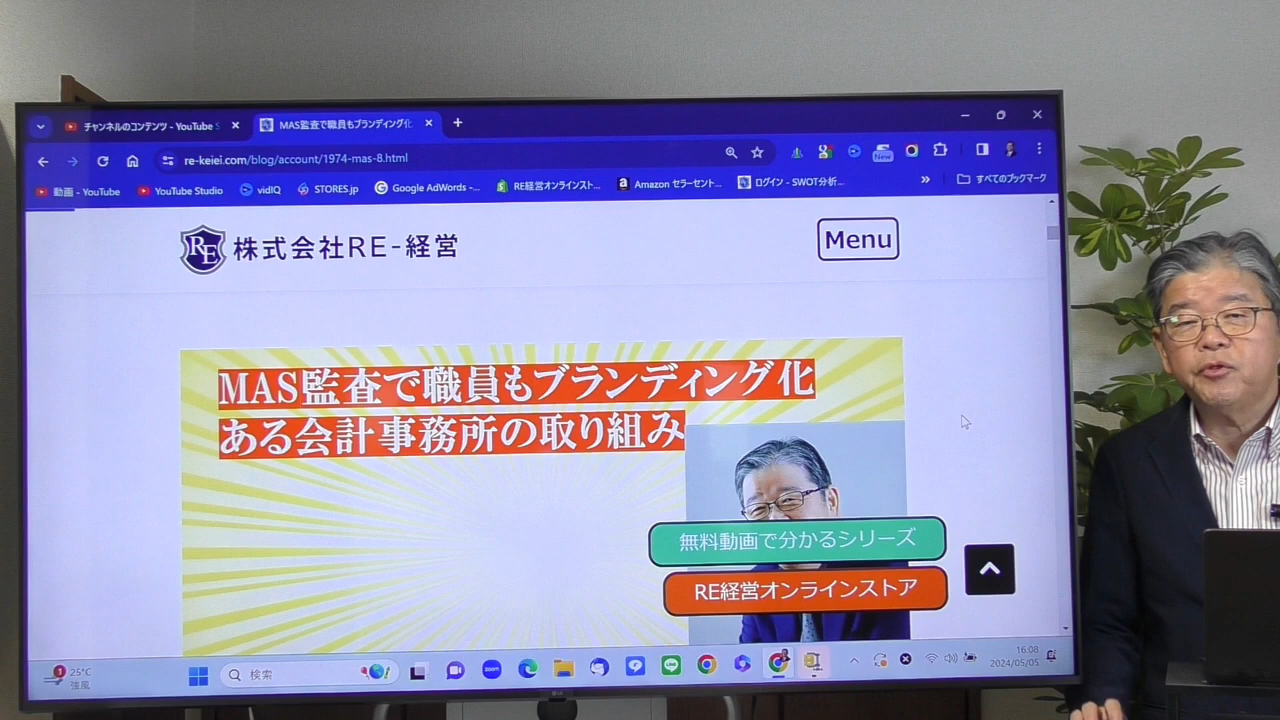 チャンネルのコンテンツ - YouTube S
MAS監査で職員もブランディング化
re-keiei.com/blog/account/1974-mas-8.html
New
動画 - YouTube
YouTube Studio
vidIQ
STORES.jp
Google AdWords -...
RE経営オンラインスト...
Amazon セラーセント...
ログイン - SWOT分析...
»
すべてのブックマーク
RE 株式会社RE-経営
Menu
MAS監査で職員もブランディング化
ある会計事務所の取り組み
無料動画で分かるシリーズ
RE経営オンラインストア
1
25°C
強風
検索
zoom
LINE
16:08
2024/05/05
LG